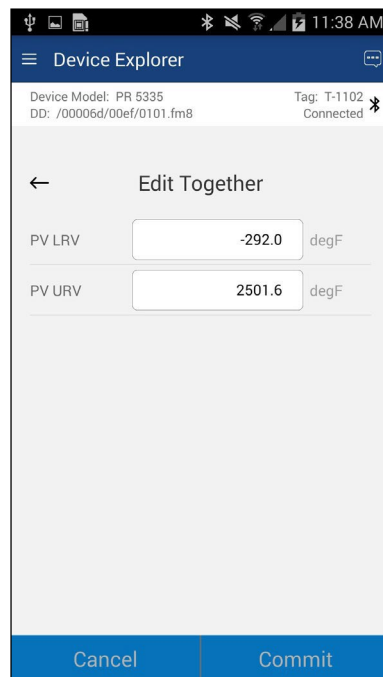 11:38 AM
Device Explorer
Device Model: PR 5335
Tag: T-1102
DD: /00006d/00ef/0101.fm8
Connected
Edit Together
PV LRV -292.0 degF
PV URV 2501.6 degF
Cancel Commit